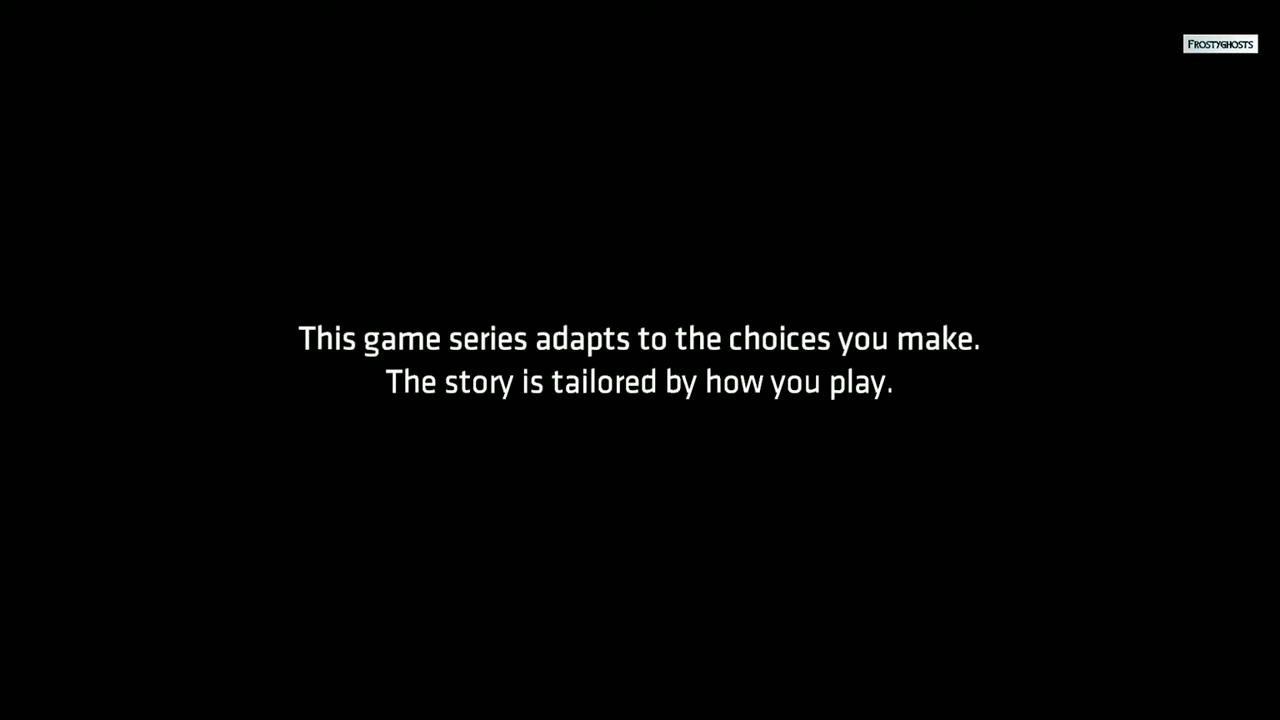 FROSTYGHOSTS
This game series adapts to the choices you make.
The story is tailored by how you play.